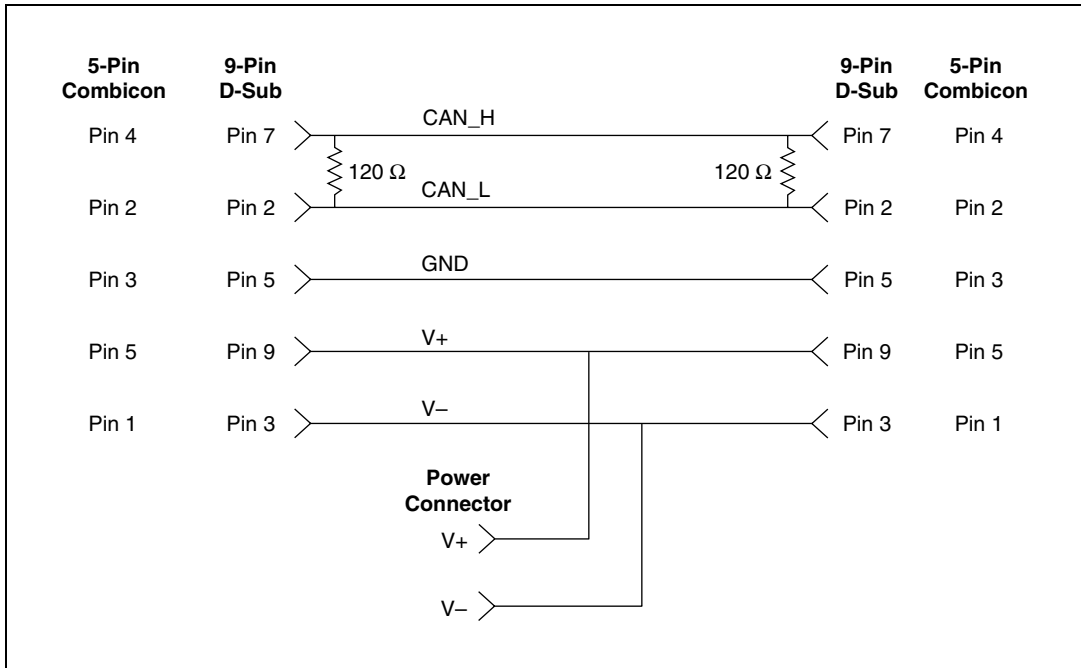 5-Pin 9-Pin 9-Pin 5-Pin
Combicon D-Sub D-Sub Combicon
CAN_H
Pin 4 Pin 7 Pin 7 Pin 4
120 Ω 120 Ω
CAN_L
Pin 2 Pin 2 Pin 2 Pin 2
GND
Pin 3 Pin 5 Pin 5 Pin 3
V+
Pin 5 Pin 9 Pin 9 Pin 5
V–
Pin 1 Pin 3 Pin 3 Pin 1
Power
Connector
V+
V–